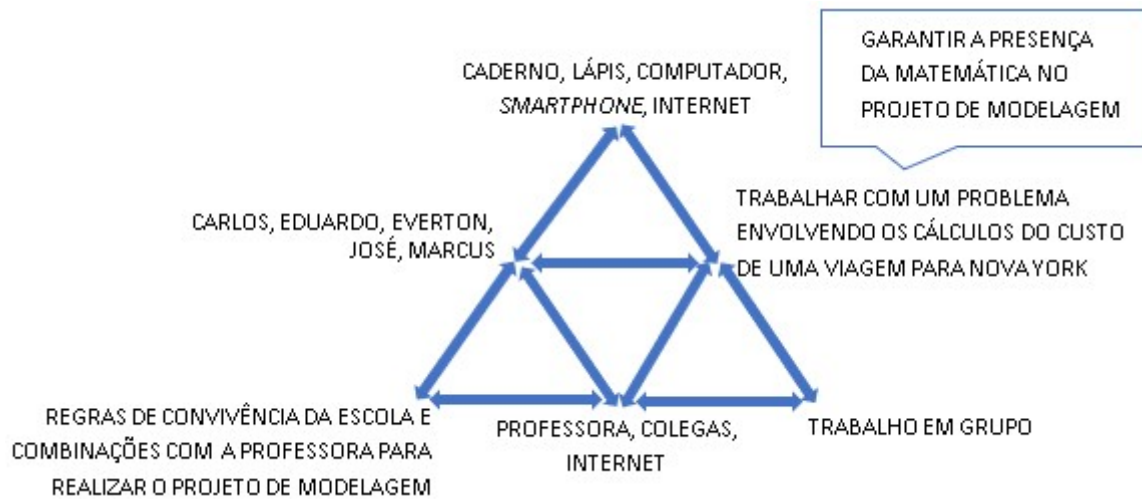 GARANTIR A PRESENÇA
DA MATEMÁTICA NO
PROJETO DE MODELAGEM
CADERNO, LÁPIS, COMPUTADOR,
SMARTPHONE, INTERNET
TRABALHAR COM UM PROBLEMA
ENVOLVENDO OS CÁLCULOS DO CUSTO
DE UMA VIAGEM PARA NOVA YORK
CARLOS, EDUARDO, EVERTON,
JOSÉ, MARCUS
REGRAS DE CONVIVÊNCIA DA ESCOLA E
COMBINAÇÕES COM A PROFESSORA PARA
REALIZAR O PROJETO DE MODELAGEM
PROFESSORA, COLEGAS,
INTERNET
TRABALHO EM GRUPO